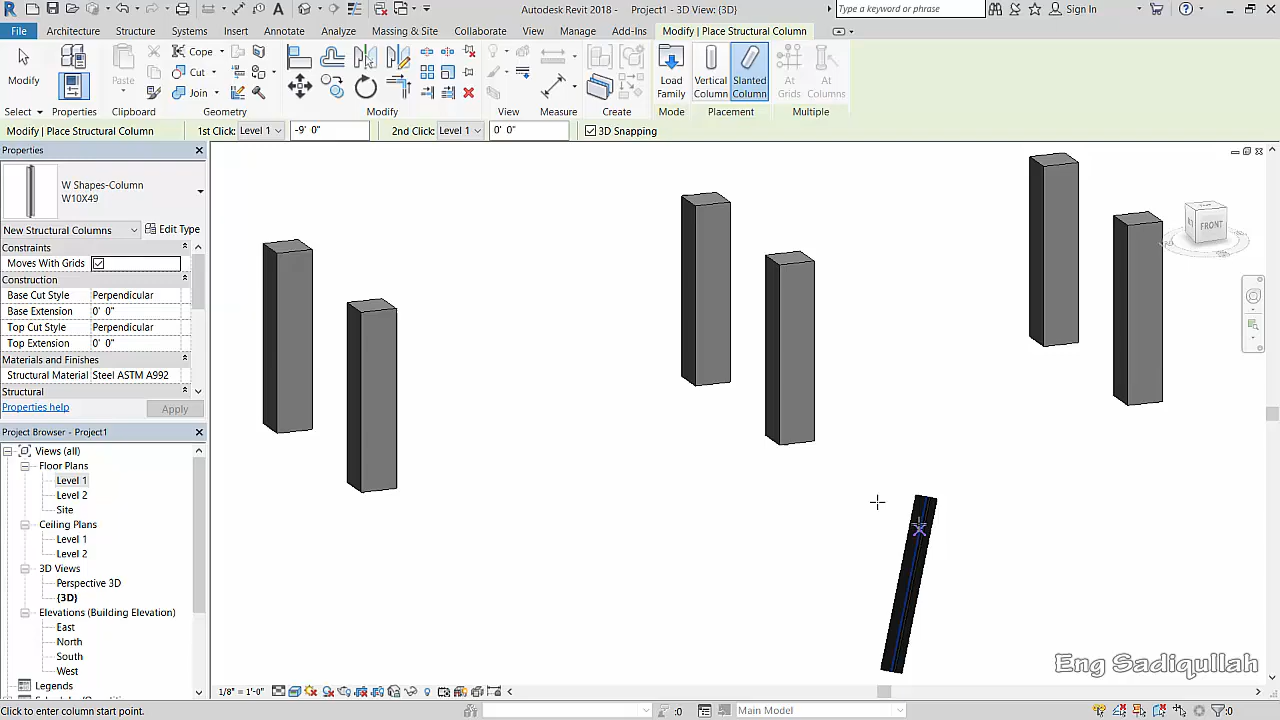 Autodesk Revit 2018 - Project1 - 3D View: {3D}
Type a keyword or phrase
Sign In
File
Architecture
Structure
Systems
Insert
Annotate
Analyze
Massing & Site
Collaborate
View
Manage
Add-Ins
Modify | Place Structural Column
Modify
Paste
Cope
Cut
Join
Load
Family
Vertical
Column
Slanted
Column
At
Grids
At
Columns
Select
Properties
Clipboard
Geometry
Modify
View
Measure
Create
Mode
Placement
Multiple
Modify | Place Structural Column
1st Click: Level 1
-9' 0"
2nd Click: Level 1
0' 0"
3D Snapping
Properties
W Shapes-Column
W10X49
New Structural Columns
Edit Type
Constraints
Moves With Grids
Construction
Base Cut Style Perpendicular
Base Extension 0' 0"
Top Cut Style Perpendicular
Top Extension 0' 0"
Materials and Finishes
Structural Material Steel ASTM A992
Structural
Properties help
Apply
Project Browser - Project1
Views (all)
Floor Plans
Level 1
Level 2
Site
Ceiling Plans
Level 1
Level 2
3D Views
Perspective 3D
{3D}
Elevations (Building Elevation)
East
North
South
West
Legends
FRONT
Eng Sadiqullah
1/8" = 1'-0"
Click to enter column start point.
:0
Main Model
:0